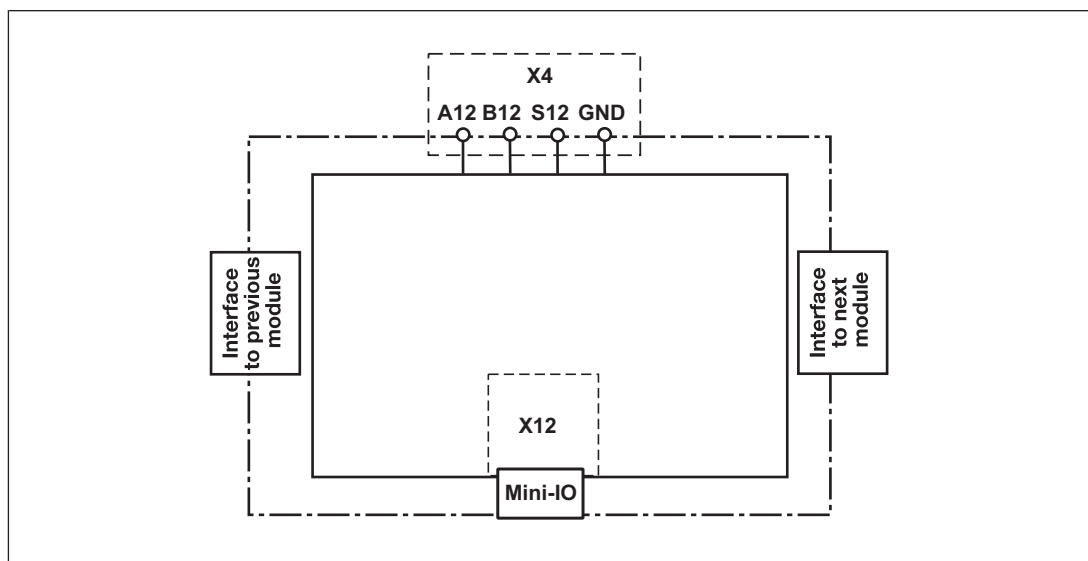 X4
A12 B12 S12 GND
Interface
to previous
module
Interface
to next
module
X12
Mini-IO